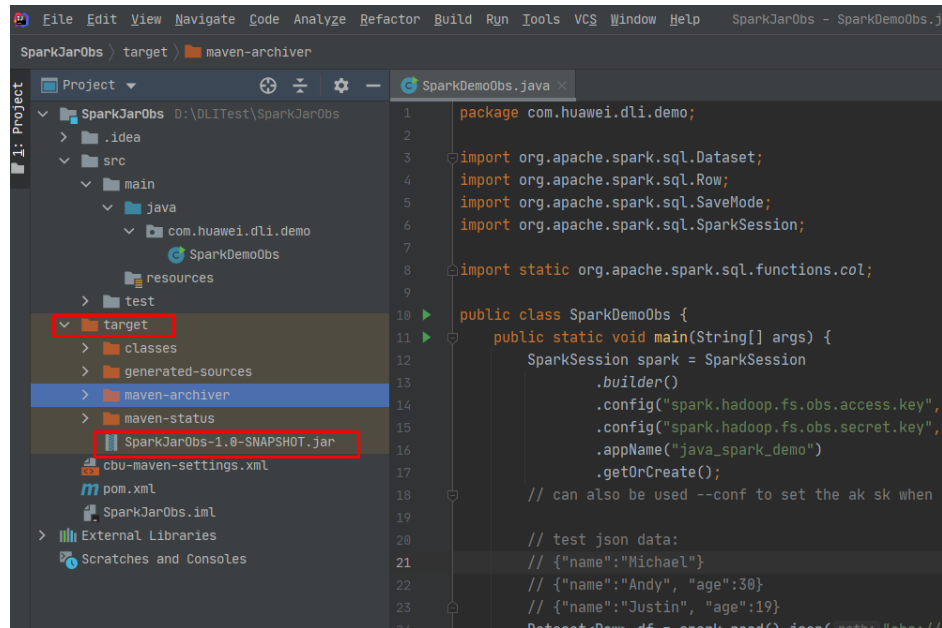 File Edit View Navigate Code Analyze Refactor Build Run Tools VCS Window Help SparkJarObs - SparkDemoObs.j
SparkJarObs target maven-archiver
1: Project
Project
SparkJarObs D:\DLITest\SparkJarObs
.idea
src
main
java
com.huawei.dli.demo
SparkDemoObs
resources
test
target
classes
generated-sources
maven-archiver
maven-status
SparkJarObs-1.0-SNAPSHOT.jar
cbu-maven-settings.xml
pom.xml
SparkJarObs.iml
External Libraries
Scratches and Consoles
SparkDemoObs.java
1 package com.huawei.dli.demo;
2
3 import org.apache.spark.sql.Dataset;
4 import org.apache.spark.sql.Row;
5 import org.apache.spark.sql.SaveMode;
6 import org.apache.spark.sql.SparkSession;
7
8 import static org.apache.spark.sql.functions.col;
9
10 public class SparkDemoObs {
11 public static void main(String[] args) {
12 SparkSession spark = SparkSession
13 .builder()
14 .config("spark.hadoop.fs.obs.access.key",
15 .config("spark.hadoop.fs.obs.secret.key",
16 .appName("java_spark_demo")
17 .getOrCreate();
18 // can also be used --conf to set the ak sk when
19
20 // test json data:
21 // {"name":"Michael"}
22 // {"name":"Andy", "age":30}
23 // {"name":"Justin", "age":19}